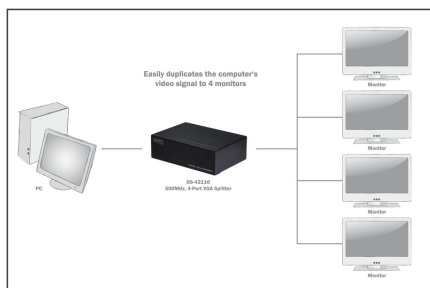 Easily duplicates the computer's
video signal to 4 monitors
PC
DS-42110
500MHz, 4-Port VGA Splitter
Monitor
Monitor
Monitor
Monitor